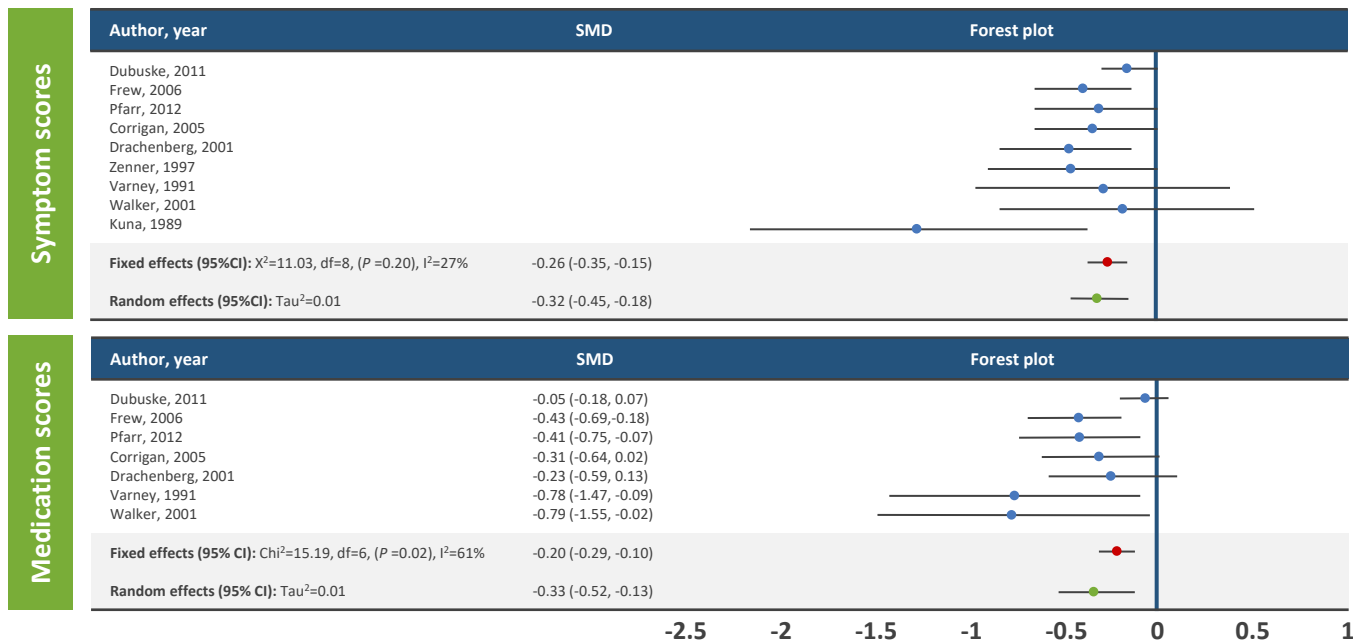 Symptom scores
Author, year SMD Forest plot
Dubuske, 2011
Frew, 2006
Pfarr, 2012
Corrigan, 2005
Drachenberg, 2001
Zenner, 1997
Varney, 1991
Walker, 2001
Kuna, 1989
Fixed effects (95%CI): X²=11.03, df=8, (P =0.20), I²=27% -0.26 (-0.35, -0.15)
Random effects (95%CI): Tau²=0.01 -0.32 (-0.45, -0.18)
Medication scores
Author, year SMD Forest plot
Dubuske, 2011 -0.05 (-0.18, 0.07)
Frew, 2006 -0.43 (-0.69,-0.18)
Pfarr, 2012 -0.41 (-0.75, -0.07)
Corrigan, 2005 -0.31 (-0.64, 0.02)
Drachenberg, 2001 -0.23 (-0.59, 0.13)
Varney, 1991 -0.78 (-1.47, -0.09)
Walker, 2001 -0.79 (-1.55, -0.02)
Fixed effects (95% CI): Chi²=15.19, df=6, (P =0.02), I²=61% -0.20 (-0.29, -0.10)
Random effects (95% CI): Tau²=0.01 -0.33 (-0.52, -0.13)
-2.5 -2 -1.5 -1 -0.5 0 0.5 1